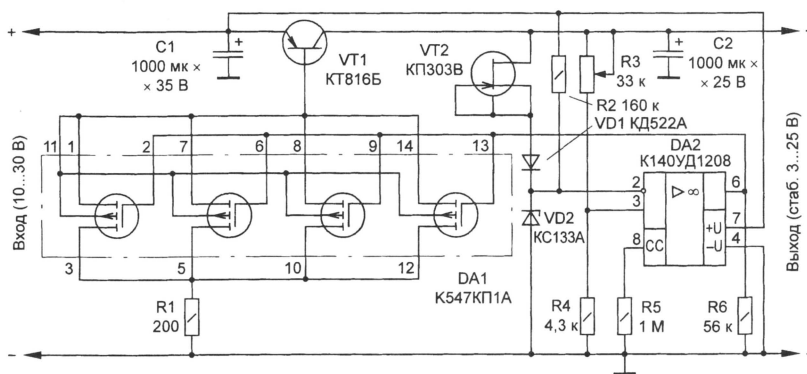 +
C1
1000 мк ×
× 35 В
VT1
КТ816Б
VT2
КП303В
R3
33 к
+
C2
1000 мк ×
× 25 В
+
R2 160 к
VD1 КД522А
DA2
К140УД1208
11
1
2
7
6
8
9
14
13
Вход (10...30 В)
2
3
8
▷ ∞
CC
+U
–U
6
7
4
VD2
КС133А
Выход (стаб. 3...25 В)
3
5
10
12
DA1
К547КП1А
R1
200
R4
4,3 к
R5
1 М
R6
56 к
–
–